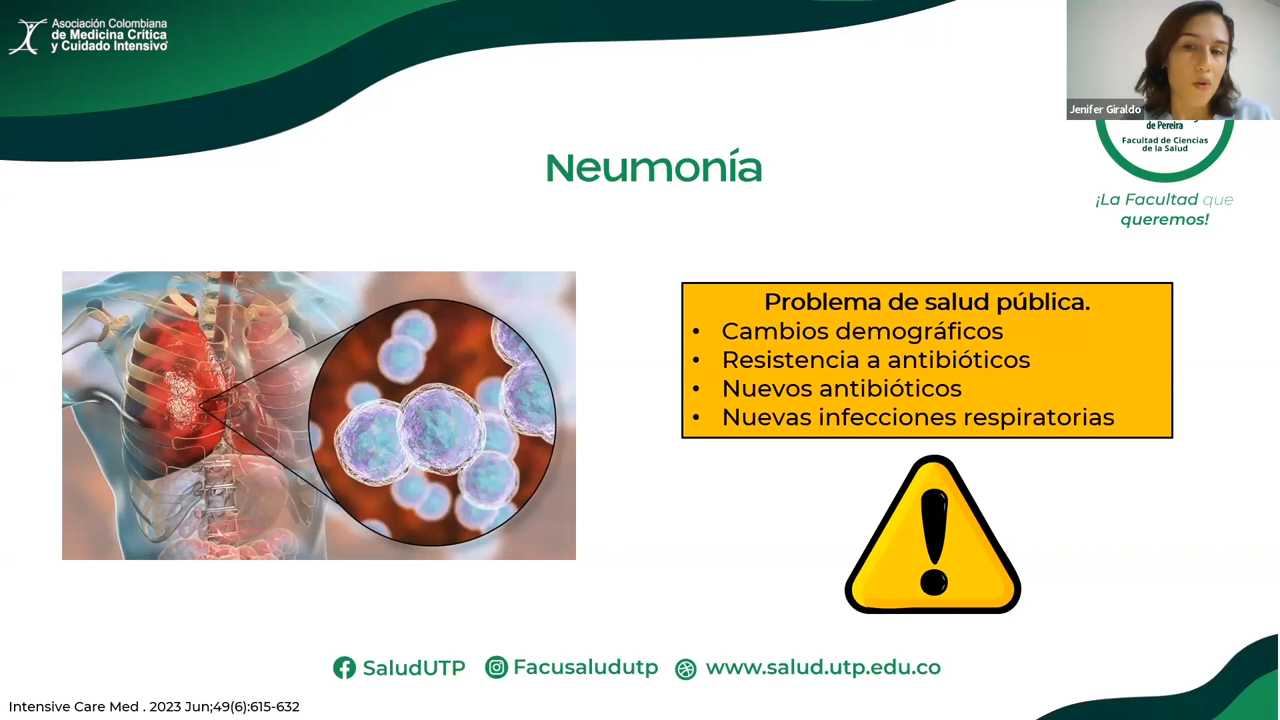 Asociación Colombiana
de Medicina Crítica
y Cuidado Intensivo
Jenifer Giraldo
de Pereira
Facultad de Ciencias
de la Salud
¡La Facultad que
queremos!
Neumonía
Problema de salud pública.
• Cambios demográficos
• Resistencia a antibióticos
• Nuevos antibióticos
• Nuevas infecciones respiratorias
SaludUTP Facusaludutp www.salud.utp.edu.co
Intensive Care Med . 2023 Jun;49(6):615-632